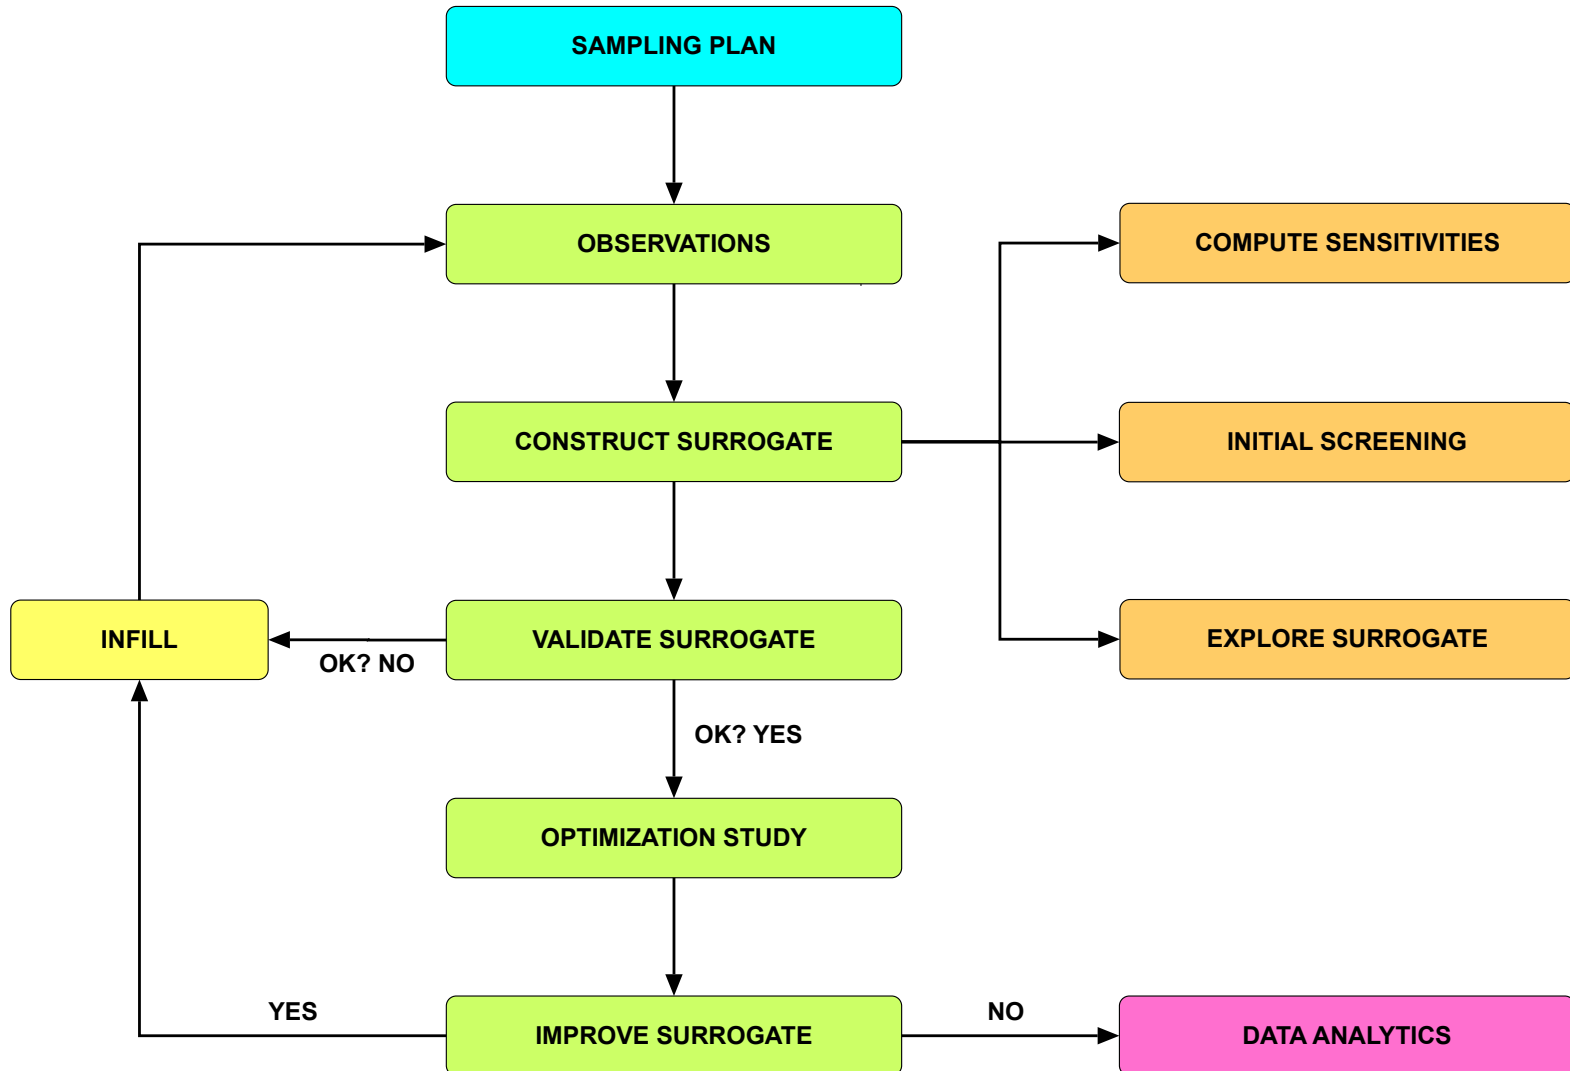 SAMPLING PLAN
OBSERVATIONS
COMPUTE SENSITIVITIES
CONSTRUCT SURROGATE
INITIAL SCREENING
INFILL
OK? NO
VALIDATE SURROGATE
EXPLORE SURROGATE
OK? YES
OPTIMIZATION STUDY
YES
IMPROVE SURROGATE
NO
DATA ANALYTICS